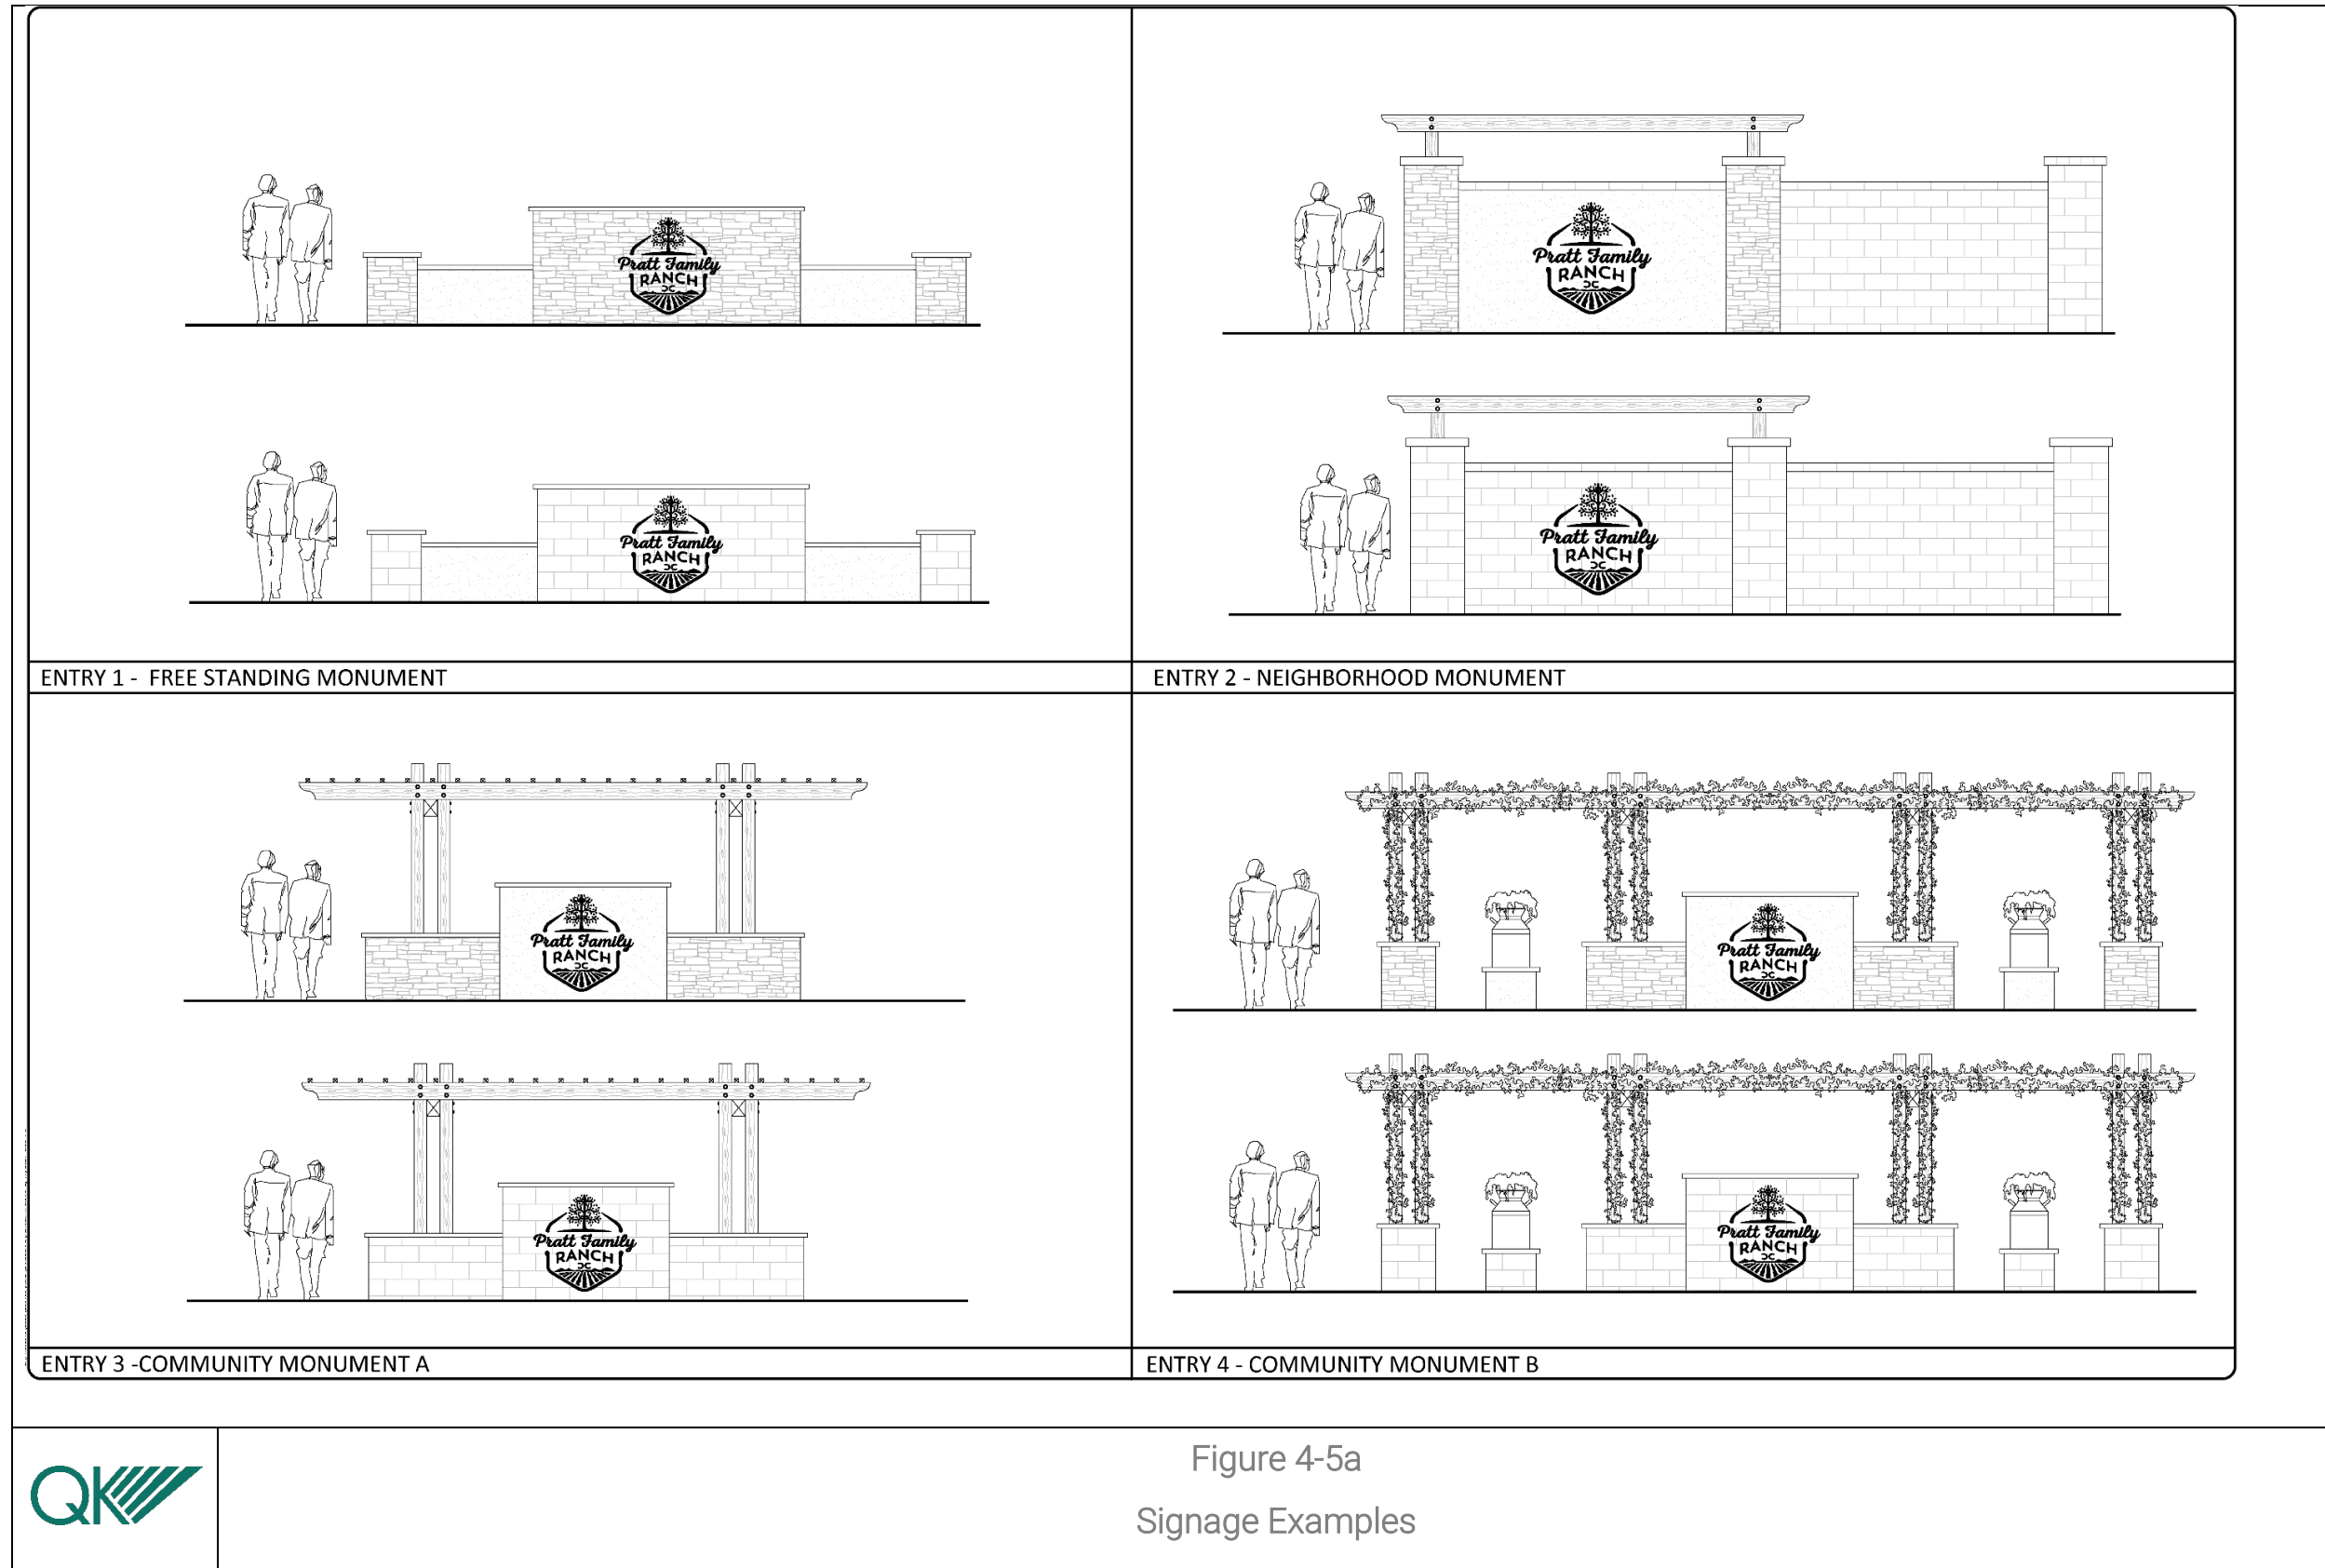 Pratt Family
RANCH
Pratt Family
RANCH
ENTRY 1 - FREE STANDING MONUMENT
Pratt Family
RANCH
Pratt Family
RANCH
ENTRY 2 - NEIGHBORHOOD MONUMENT
Pratt Family
RANCH
Pratt Family
RANCH
ENTRY 3 -COMMUNITY MONUMENT A
Pratt Family
RANCH
Pratt Family
RANCH
ENTRY 4 - COMMUNITY MONUMENT B
QK
Figure 4-5a
Signage Examples